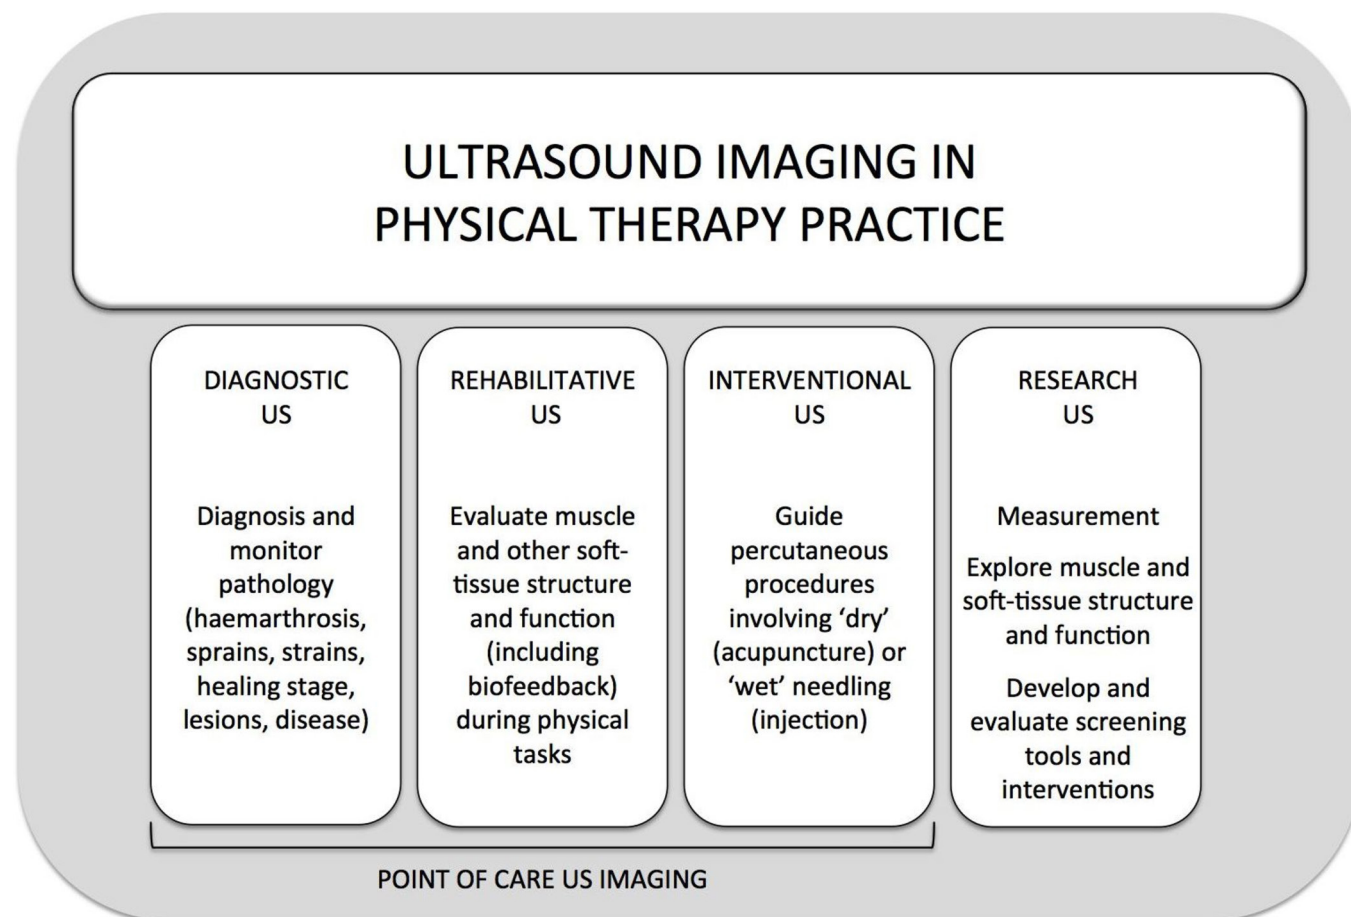 ULTRASOUND IMAGING IN
PHYSICAL THERAPY PRACTICE
DIAGNOSTIC
US
Diagnosis and
monitor
pathology
(haemarthrosis,
sprains, strains,
healing stage,
lesions, disease)
REHABILITATIVE
US
Evaluate muscle
and other soft-
tissue structure
and function
(including
biofeedback)
during physical
tasks
INTERVENTIONAL
US
Guide
percutaneous
procedures
involving ‘dry’
(acupuncture) or
‘wet’ needling
(injection)
RESEARCH
US
Measurement
Explore muscle and
soft-tissue structure
and function
Develop and
evaluate screening
tools and
interventions
POINT OF CARE US IMAGING